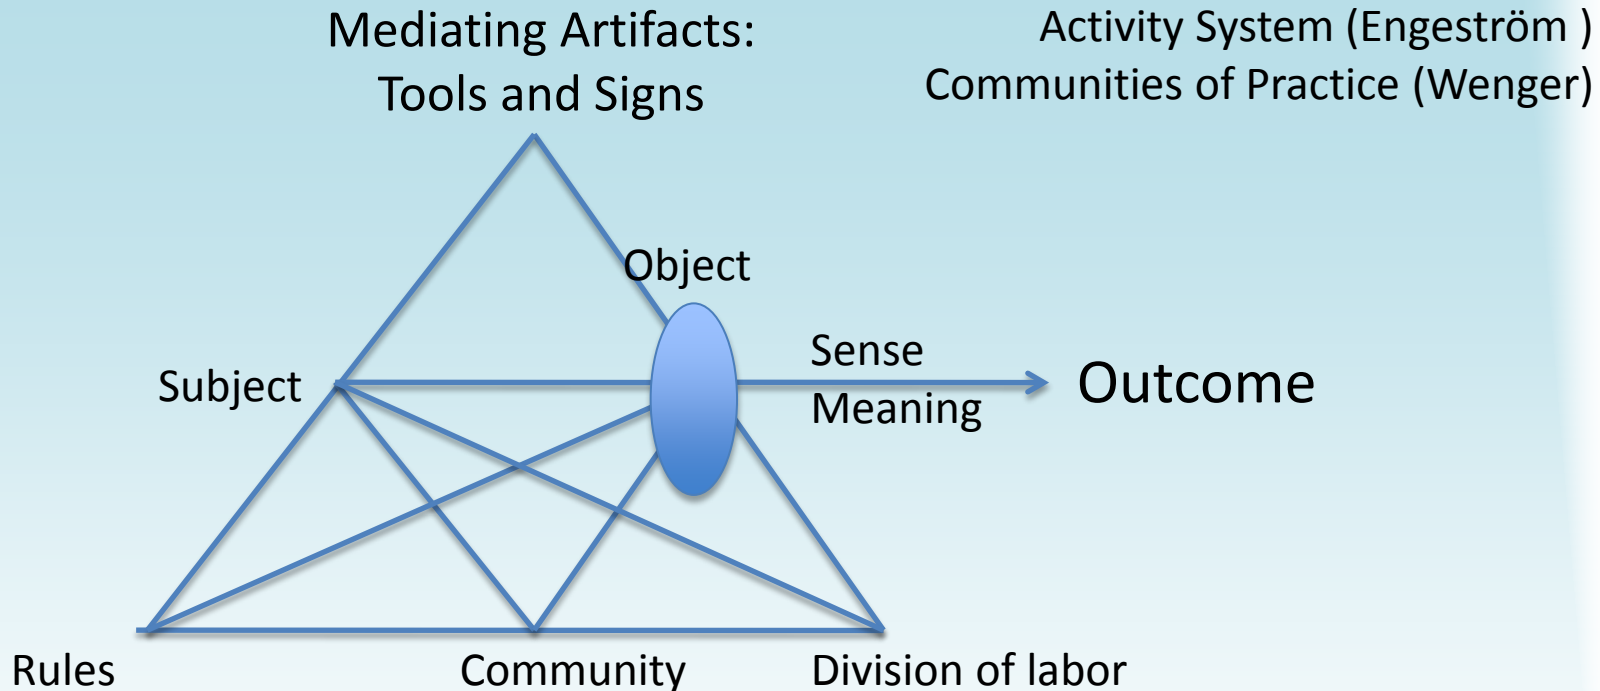 Mediating Artifacts:
Tools and Signs
Activity System (Engeström )
Communities of Practice (Wenger)
Object
Subject
Sense
Meaning
Outcome
Rules
Community
Division of labor